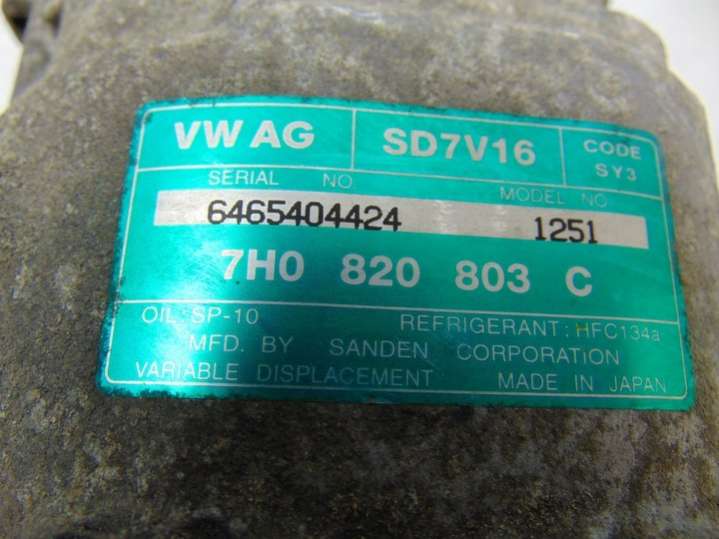 VW AG SD7V16 CODE SY3
SERIAL NO. MODEL NO
6465404424 1251
7H0 820 803 C
OIL SP-10 REFRIGERANT: HFC134a
MFD. BY SANDEN CORPORATION
VARIABLE DISPLACEMENT MADE IN JAPAN